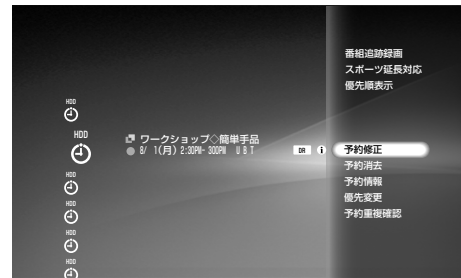 番組追跡録画
スポーツ延長対応
優先順表示
HDD
HDD
ワークショップ◇簡単手品
8/ 1(月) 2:30PM- 3:00PM UBT
DR i
予約修正
予約消去
予約情報
優先変更
予約重複確認
HDD
HDD
HDD